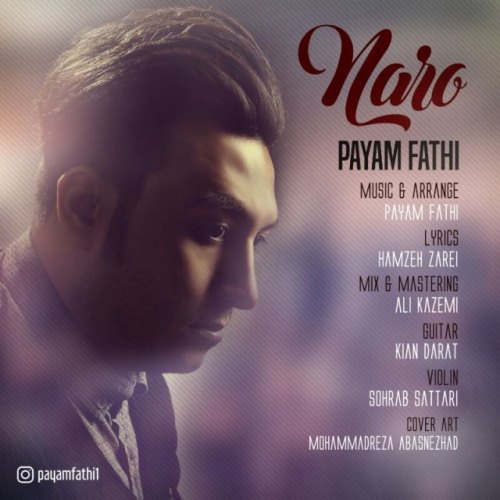 Naro
PAYAM FATHI
MUSIC & ARRANGE
PAYAM FATHI
LYRICS
HAMZEH ZAREI
MIX & MASTERING
ALI KAZEMI
GUITAR
KIAN DARAT
VIOLIN
SOHRAB SATTARI
COVER ART
MOHAMMADREZA ABASNEZHAD
payamfathi1